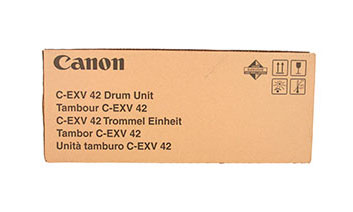 Canon
C-EXV 42 Drum Unit
Tambour C-EXV 42
C-EXV 42 Trommel Einheit
Tambor C-EXV 42
Unità tamburo C-EXV 42